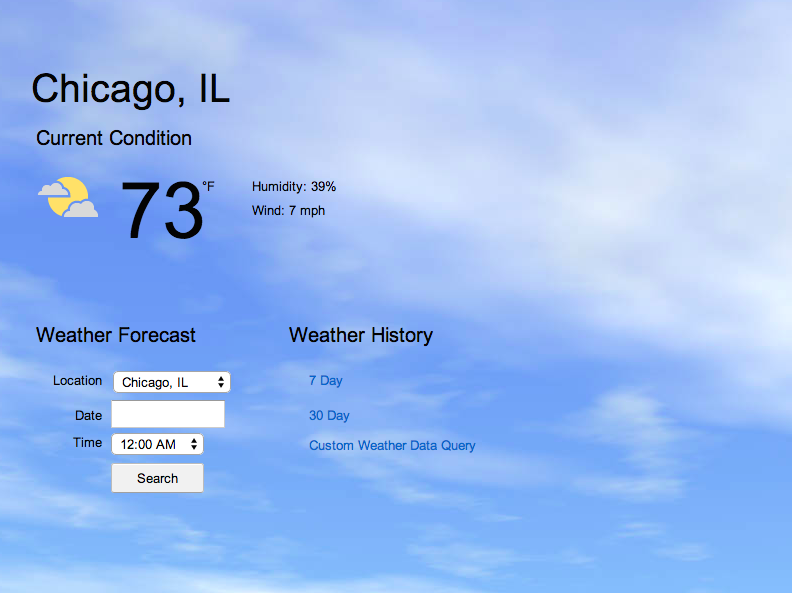 Chicago, IL
Current Condition
73 °F
Humidity: 39%
Wind: 7 mph
Weather Forecast
Location Chicago, IL
Date
Time 12:00 AM
Search
Weather History
7 Day
30 Day
Custom Weather Data Query